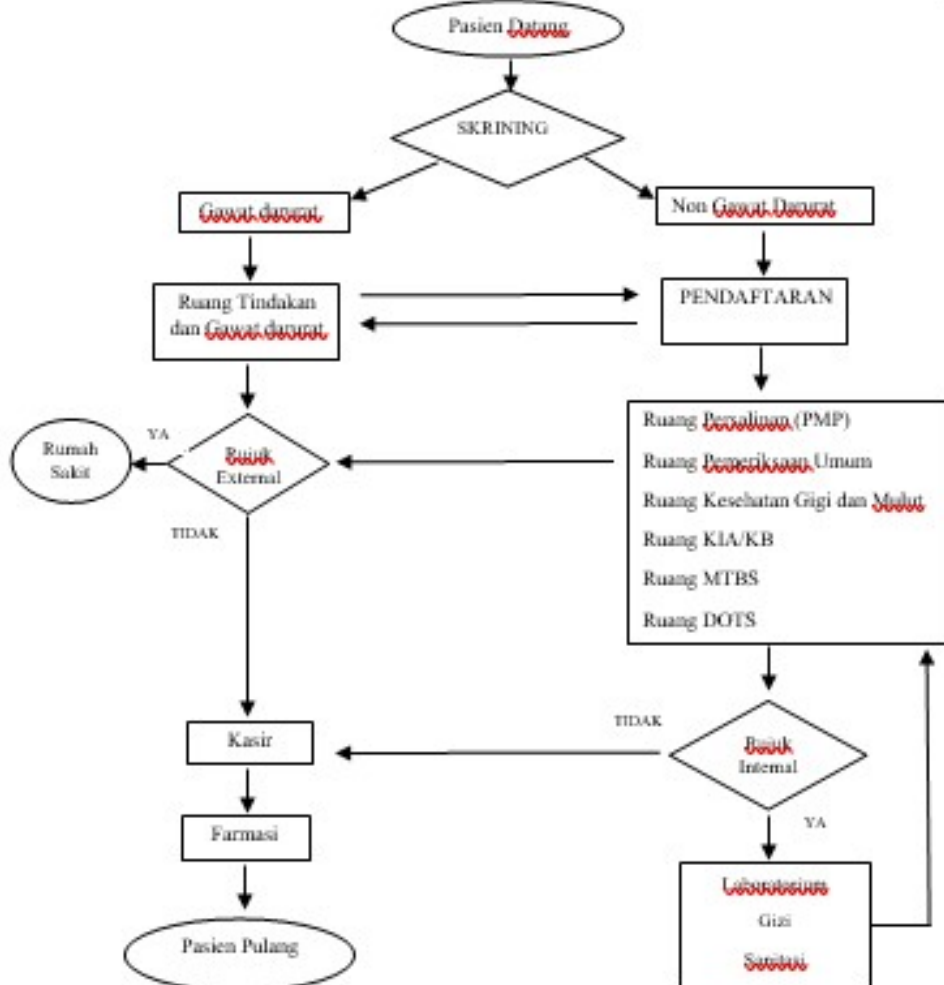 Pasien Datang
SKRINING
Gawat darurat
Non Gawat Darurat
Ruang Tindakan
dan Gawat darurat
PENDAFTARAN
Ruang Persalinan (PMP)
Ruang Pemeriksaan Umum
Ruang Kesehatan Gigi dan Mulut
Ruang KIA/KB
Ruang MTBS
Ruang DOTS
YA
Rumah
Sakit
Rujuk
External
TIDAK
TIDAK
Rujuk
Internal
YA
Kasir
Farmasi
Pasien Pulang
Laboratorium
Gizi
Sanitasi